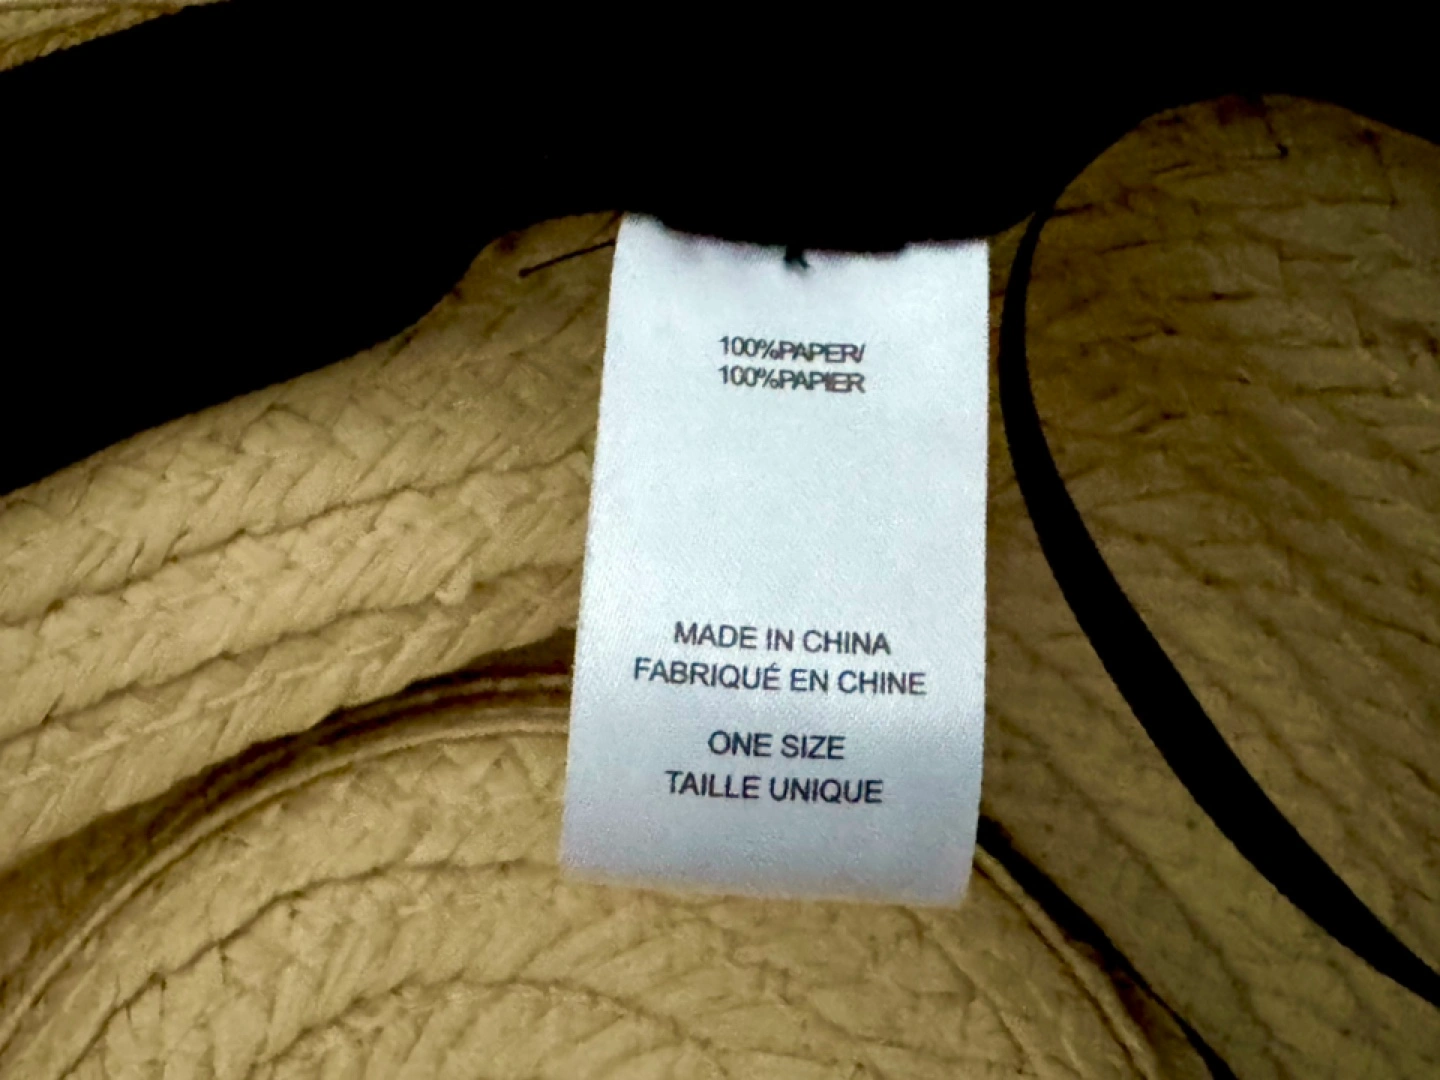 100%PAPER/
100%PAPIER
MADE IN CHINA
FABRIQUÉ EN CHINE
ONE SIZE
TAILLE UNIQUE